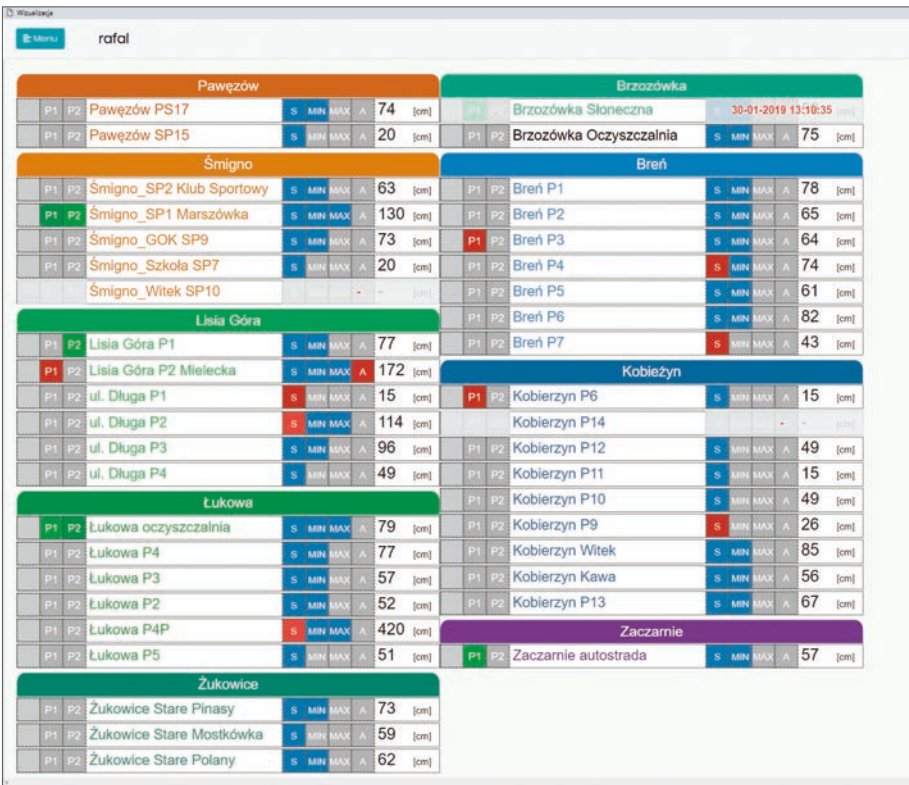 Wizualizacja
Menu rafal
Pawęzów
P1 P2 Pawęzów PS17 S MIN MAX A 74 [cm]
P1 P2 Pawęzów SP15 S MIN MAX A 20 [cm]
Śmigno
P1 P2 Śmigno_SP2 Klub Sportowy S MIN MAX A 63 [cm]
P1 P2 Śmigno_SP1 Marszówka S MIN MAX A 130 [cm]
P1 P2 Śmigno_GOK SP9 S MIN MAX A 73 [cm]
P1 P2 Śmigno_Szkoła SP7 S MIN MAX A 20 [cm]
Śmigno_Witek SP10 - -
Lisia Góra
P1 P2 Lisia Góra P1 S MIN MAX A 77 [cm]
P1 P2 Lisia Góra P2 Mielecka S MIN MAX A 172 [cm]
P1 P2 ul. Długa P1 S MIN MAX A 15 [cm]
P1 P2 ul. Długa P2 S MIN MAX A 114 [cm]
P1 P2 ul. Długa P3 S MIN MAX A 96 [cm]
P1 P2 ul. Długa P4 S MIN MAX A 49 [cm]
Łukowa
P1 P2 Łukowa oczyszczalnia S MIN MAX A 79 [cm]
P1 P2 Łukowa P4 S MIN MAX A 77 [cm]
P1 P2 Łukowa P3 S MIN MAX A 57 [cm]
P1 P2 Łukowa P2 S MIN MAX A 52 [cm]
P1 P2 Łukowa P4P S MIN MAX A 420 [cm]
P1 P2 Łukowa P5 S MIN MAX A 51 [cm]
Żukowice
P1 P2 Żukowice Stare Pinasy S MIN MAX A 73 [cm]
P1 P2 Żukowice Stare Mostkówka S MIN MAX A 59 [cm]
P1 P2 Żukowice Stare Polany S MIN MAX A 62 [cm]
Brzozówka
P1 Brzozówka Słoneczna 30-01-2019 13:10:35
P1 P2 Brzozówka Oczyszczalnia S MIN MAX A 75 [cm]
Breń
P1 P2 Breń P1 S MIN MAX A 78 [cm]
P1 P2 Breń P2 S MIN MAX A 65 [cm]
P1 P2 Breń P3 S MIN MAX A 64 [cm]
P1 P2 Breń P4 S MIN MAX A 74 [cm]
P1 P2 Breń P5 S MIN MAX A 61 [cm]
P1 P2 Breń P6 S MIN MAX A 82 [cm]
P1 P2 Breń P7 S MIN MAX A 43 [cm]
Kobieżyn
P1 P2 Kobierzyn P6 S MIN MAX A 15 [cm]
Kobierzyn P14 - -
P1 P2 Kobierzyn P12 S MIN MAX A 49 [cm]
P1 P2 Kobierzyn P11 S MIN MAX A 15 [cm]
P1 P2 Kobierzyn P10 S MIN MAX A 49 [cm]
P1 P2 Kobierzyn P9 S MIN MAX A 26 [cm]
P1 P2 Kobierzyn Witek S MIN MAX A 85 [cm]
P1 P2 Kobierzyn Kawa S MIN MAX A 56 [cm]
P1 P2 Kobierzyn P13 S MIN MAX A 67 [cm]
Zaczarnie
P1 P2 Zaczarnie autostrada S MIN MAX A 57 [cm]